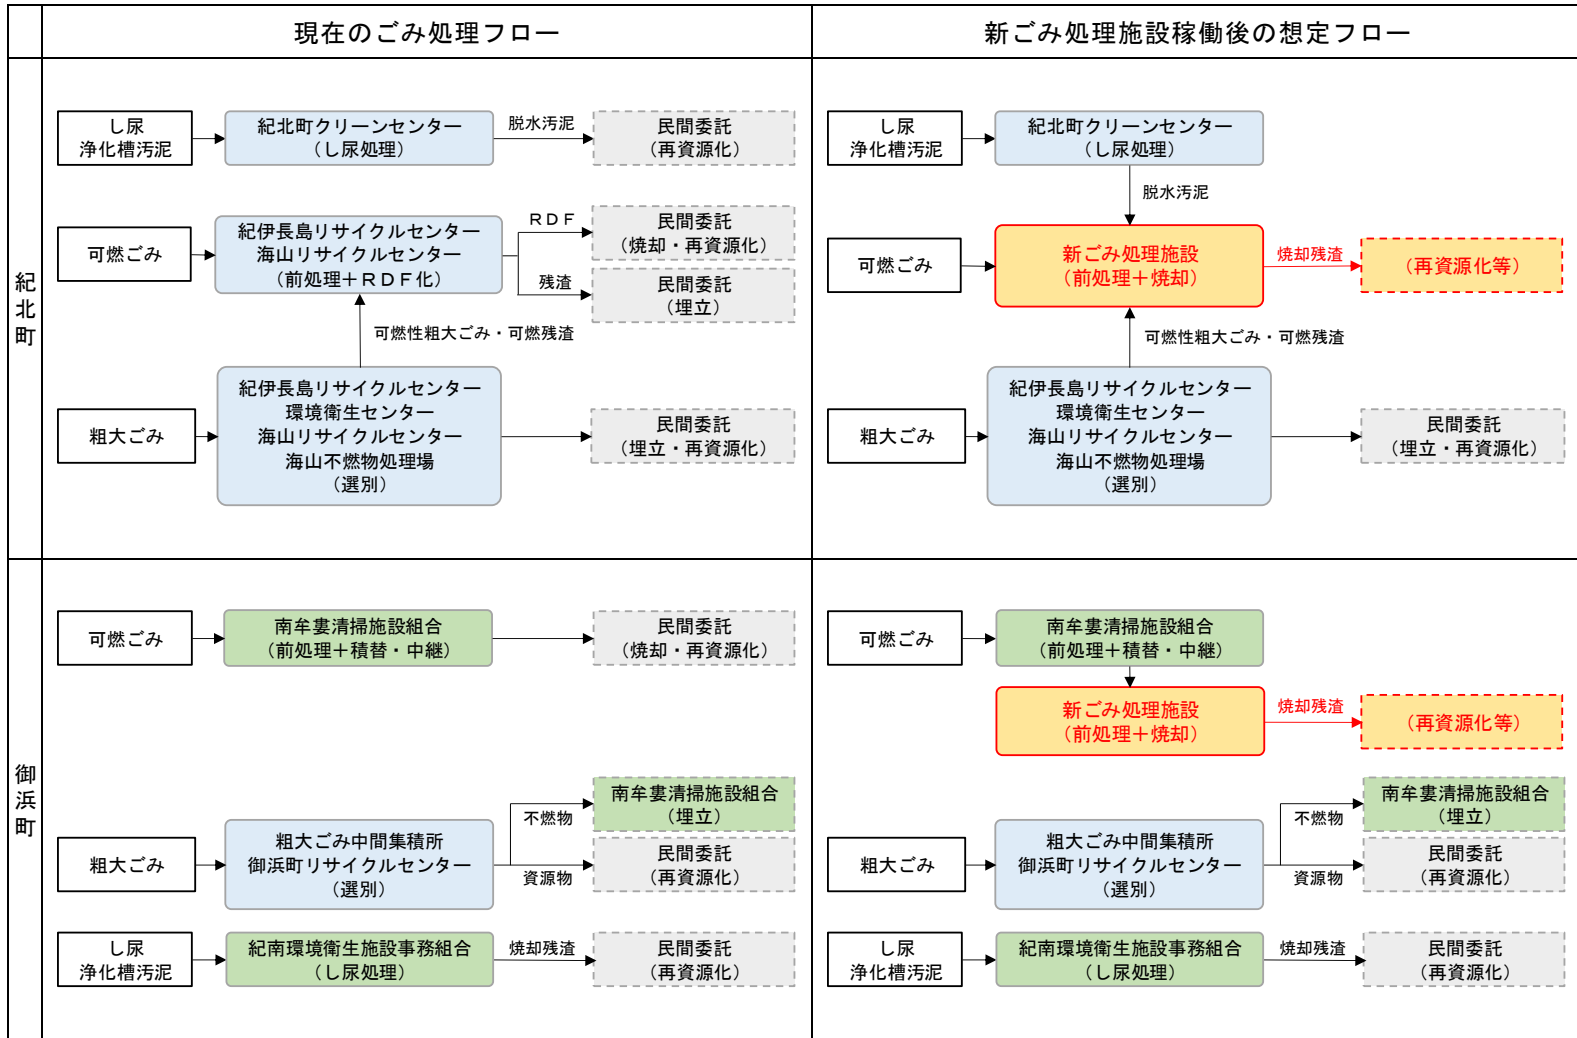 現在のごみ処理フロー
新ごみ処理施設稼働後の想定フロー
紀北町
し尿
浄化槽汚泥
紀北町クリーンセンター
（し尿処理）
脱水汚泥
民間委託
（再資源化）
可燃ごみ
紀伊長島リサイクルセンター
海山リサイクルセンター
（前処理＋ＲＤＦ化）
ＲＤＦ
民間委託
（焼却・再資源化）
残渣
民間委託
（埋立）
可燃性粗大ごみ・可燃残渣
粗大ごみ
紀伊長島リサイクルセンター
環境衛生センター
海山リサイクルセンター
海山不燃物処理場
（選別）
民間委託
（埋立・再資源化）
し尿
浄化槽汚泥
紀北町クリーンセンター
（し尿処理）
脱水汚泥
可燃ごみ
新ごみ処理施設
（前処理＋焼却）
焼却残渣
（再資源化等）
可燃性粗大ごみ・可燃残渣
粗大ごみ
紀伊長島リサイクルセンター
環境衛生センター
海山リサイクルセンター
海山不燃物処理場
（選別）
民間委託
（埋立・再資源化）
御浜町
可燃ごみ
南牟婁清掃施設組合
（前処理＋積替・中継）
民間委託
（焼却・再資源化）
粗大ごみ
粗大ごみ中間集積所
御浜町リサイクルセンター
（選別）
不燃物
南牟婁清掃施設組合
（埋立）
資源物
民間委託
（再資源化）
し尿
浄化槽汚泥
紀南環境衛生施設事務組合
（し尿処理）
焼却残渣
民間委託
（再資源化）
可燃ごみ
南牟婁清掃施設組合
（前処理＋積替・中継）
新ごみ処理施設
（前処理＋焼却）
焼却残渣
（再資源化等）
粗大ごみ
粗大ごみ中間集積所
御浜町リサイクルセンター
（選別）
不燃物
南牟婁清掃施設組合
（埋立）
資源物
民間委託
（再資源化）
し尿
浄化槽汚泥
紀南環境衛生施設事務組合
（し尿処理）
焼却残渣
民間委託
（再資源化）